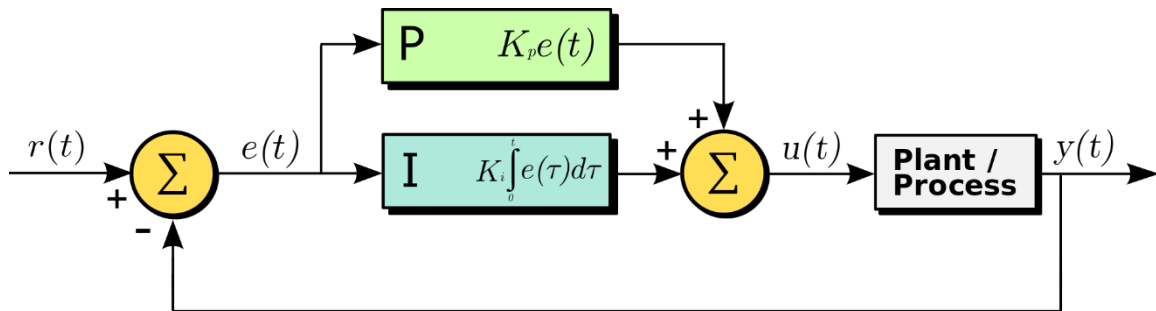 P K_p e(t)
r(t)
+
-
Σ
e(t)
I K_i ∫_0^t e(τ)dτ
+
+
Σ
u(t)
Plant /
Process
y(t)